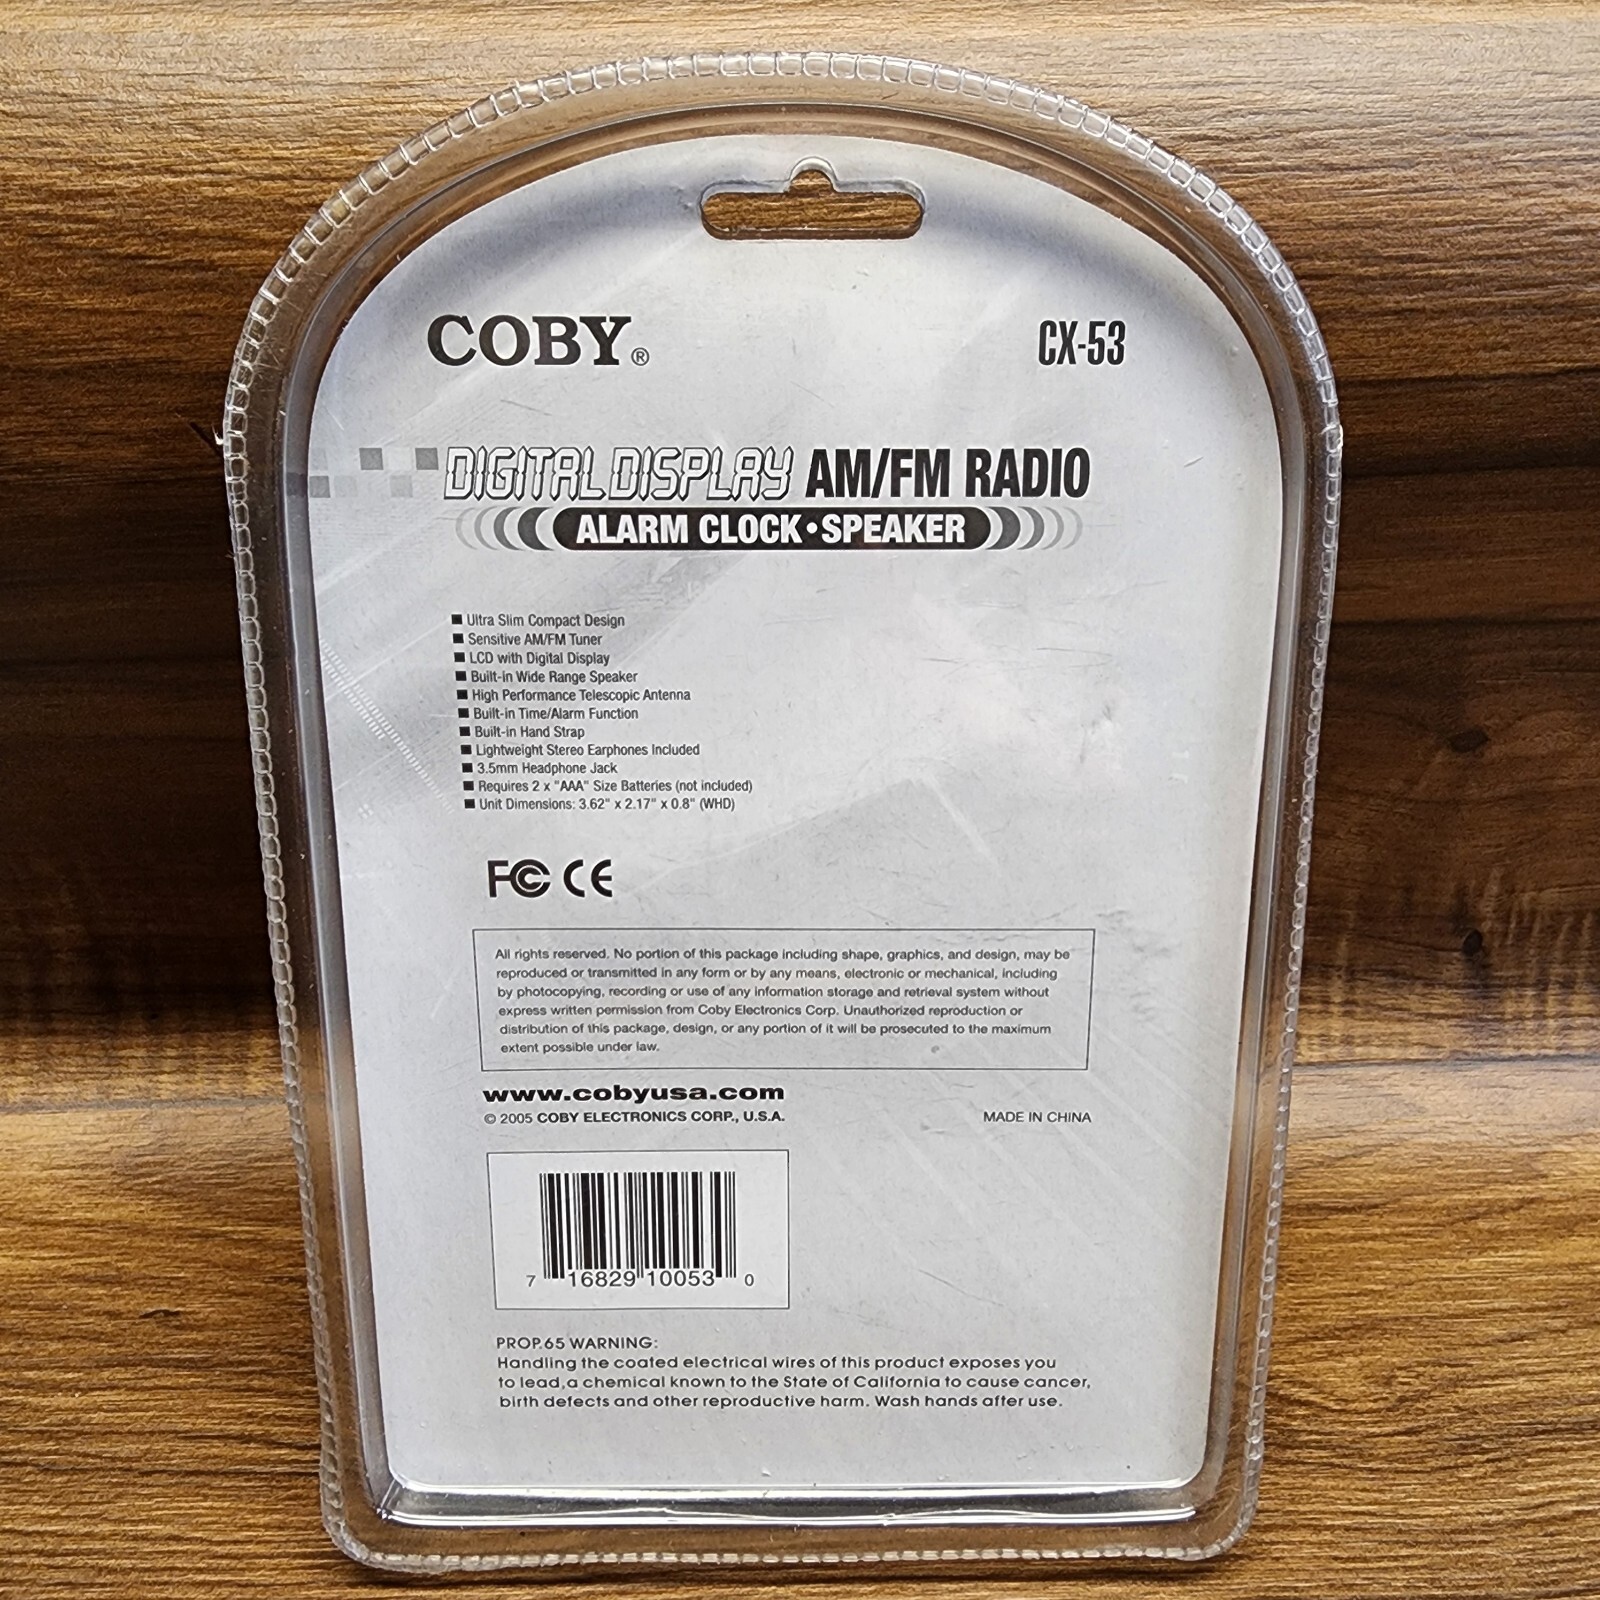 COBY®
CX-53
DIGITAL DISPLAY AM/FM RADIO
ALARM CLOCK•SPEAKER
■ Ultra Slim Compact Design
■ Sensitive AM/FM Tuner
■ LCD with Digital Display
■ Built-in Wide Range Speaker
■ High Performance Telescopic Antenna
■ Built-in Time/Alarm Function
■ Built-in Hand Strap
■ Lightweight Stereo Earphones Included
■ 3.5mm Headphone Jack
■ Requires 2 x "AAA" Size Batteries (not included)
■ Unit Dimensions: 3.62" x 2.17" x 0.8" (WHD)
FC CE
All rights reserved. No portion of this package including shape, graphics, and design, may be
reproduced or transmitted in any form or by any means, electronic or mechanical, including
by photocopying, recording or use of any information storage and retrieval system without
express written permission from Coby Electronics Corp. Unauthorized reproduction or
distribution of this package, design, or any portion of it will be prosecuted to the maximum
extent possible under law.
www.cobyusa.com
© 2005 COBY ELECTRONICS CORP., U.S.A.
MADE IN CHINA
7 16829 10053 0
PROP.65 WARNING:
Handling the coated electrical wires of this product exposes you
to lead,a chemical known to the State of California to cause cancer,
birth defects and other reproductive harm. Wash hands after use.